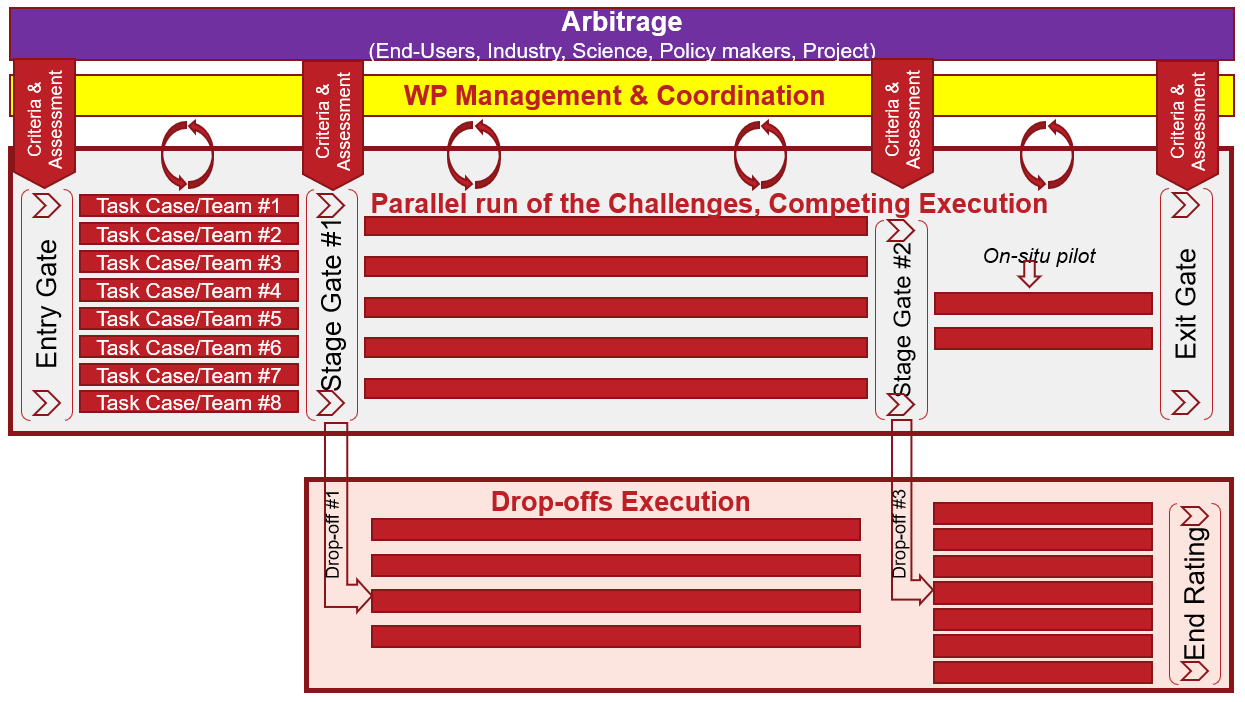 Arbitrage
(End-Users, Industry, Science, Policy makers, Project)
WP Management & Coordination
Criteria &
Assessment
Criteria &
Assessment
Criteria &
Assessment
Criteria &
Assessment
Parallel run of the Challenges, Competing Execution
Entry Gate
Task Case/Team #1
Task Case/Team #2
Task Case/Team #3
Task Case/Team #4
Task Case/Team #5
Task Case/Team #6
Task Case/Team #7
Task Case/Team #8
Stage Gate #1
Stage Gate #2
On-situ pilot
Exit Gate
Drop-off #1
Drop-offs Execution
Drop-off #3
End Rating